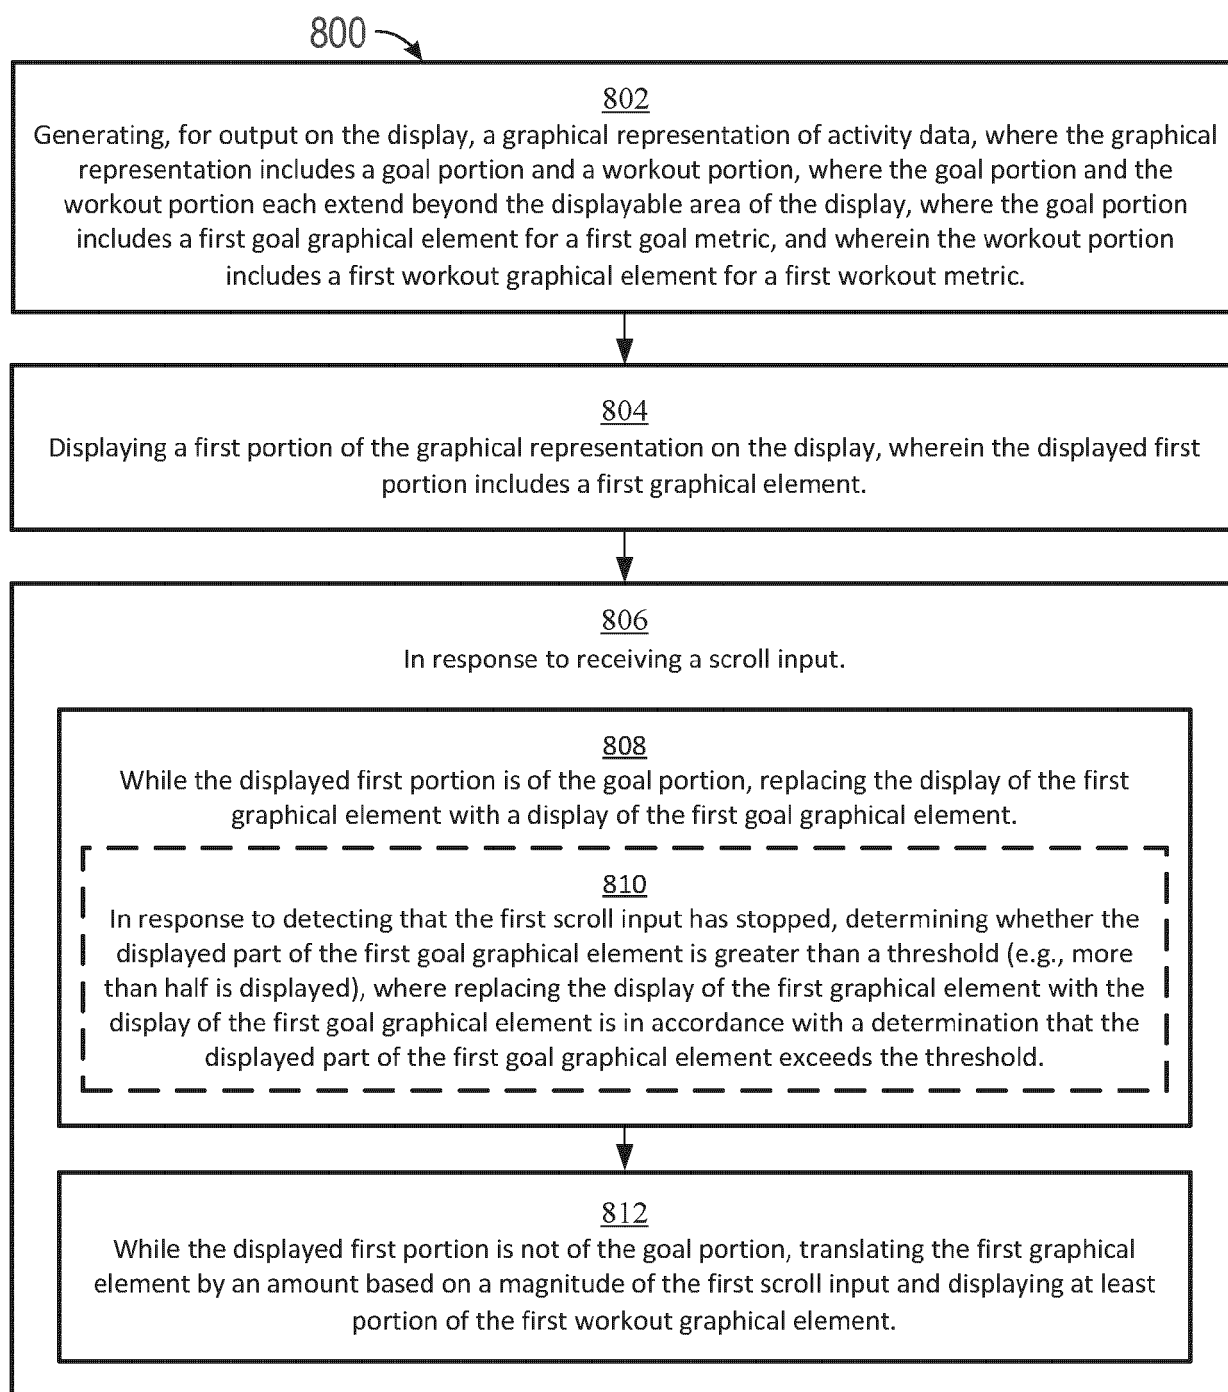 800
802
Generating, for output on the display, a graphical representation of activity data, where the graphical
representation includes a goal portion and a workout portion, where the goal portion and the
workout portion each extend beyond the displayable area of the display, where the goal portion
includes a first goal graphical element for a first goal metric, and wherein the workout portion
includes a first workout graphical element for a first workout metric.
804
Displaying a first portion of the graphical representation on the display, wherein the displayed first
portion includes a first graphical element.
806
In response to receiving a scroll input.
808
While the displayed first portion is of the goal portion, replacing the display of the first
graphical element with a display of the first goal graphical element.
810
In response to detecting that the first scroll input has stopped, determining whether the
displayed part of the first goal graphical element is greater than a threshold (e.g., more
than half is displayed), where replacing the display of the first graphical element with the
display of the first goal graphical element is in accordance with a determination that the
displayed part of the first goal graphical element exceeds the threshold.
812
While the displayed first portion is not of the goal portion, translating the first graphical
element by an amount based on a magnitude of the first scroll input and displaying at least
portion of the first workout graphical element.